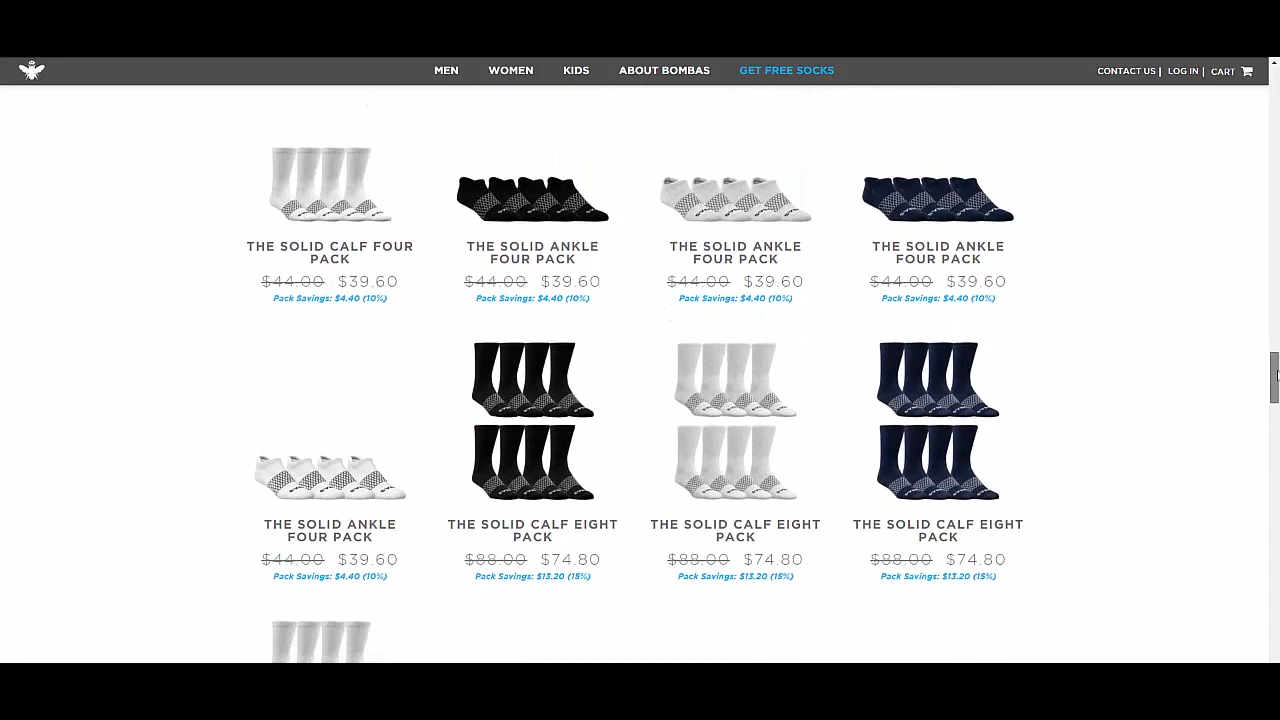 MEN WOMEN KIDS ABOUT BOMBAS GET FREE SOCKS CONTACT US | LOG IN | CART
THE SOLID CALF FOUR
PACK
$44.00 $39.60
Pack Savings: $4.40 (10%)
THE SOLID ANKLE
FOUR PACK
$44.00 $39.60
Pack Savings: $4.40 (10%)
THE SOLID ANKLE
FOUR PACK
$44.00 $39.60
Pack Savings: $4.40 (10%)
THE SOLID ANKLE
FOUR PACK
$44.00 $39.60
Pack Savings: $4.40 (10%)
THE SOLID ANKLE
FOUR PACK
$44.00 $39.60
Pack Savings: $4.40 (10%)
THE SOLID CALF EIGHT
PACK
$88.00 $74.80
Pack Savings: $13.20 (15%)
THE SOLID CALF EIGHT
PACK
$88.00 $74.80
Pack Savings: $13.20 (15%)
THE SOLID CALF EIGHT
PACK
$88.00 $74.80
Pack Savings: $13.20 (15%)